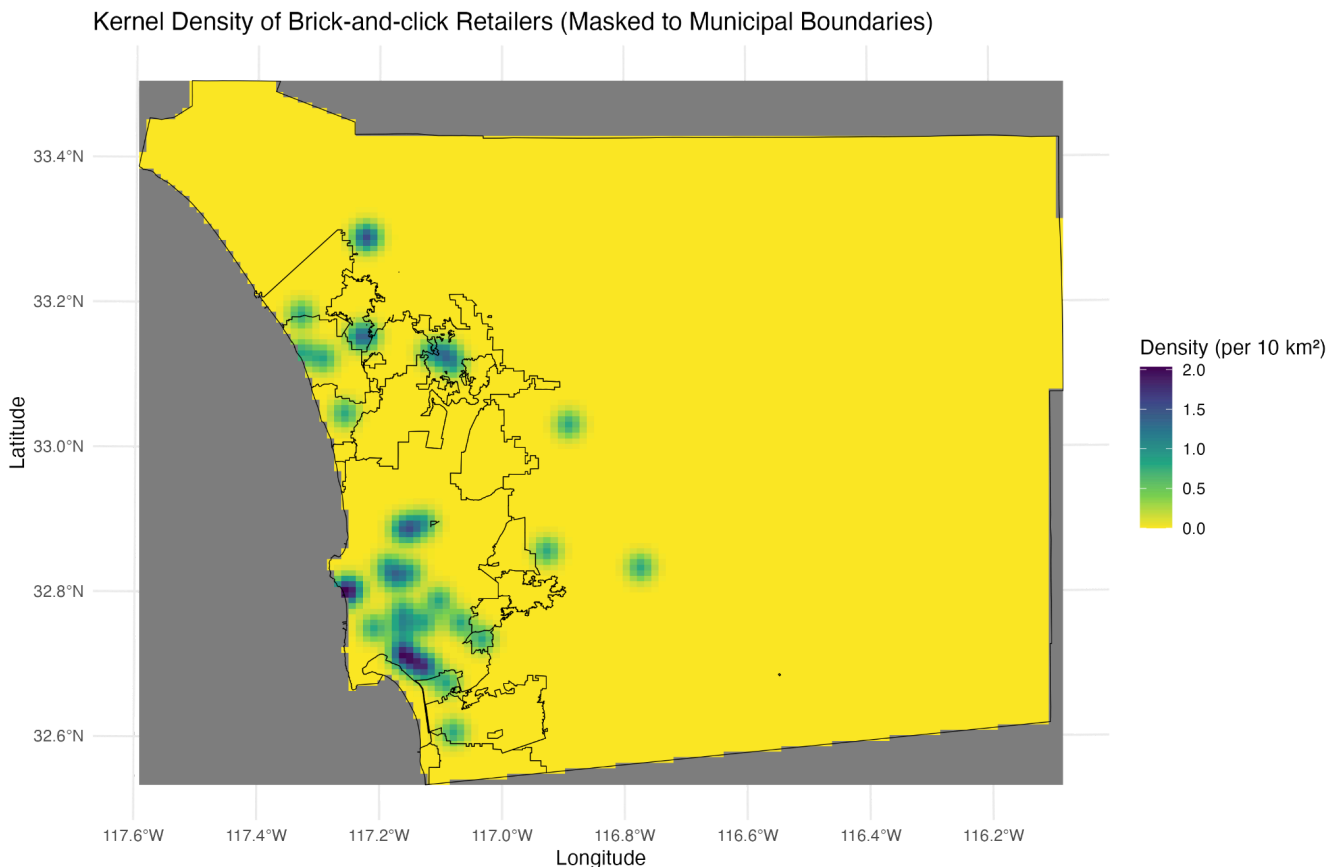 Kernel Density of Brick-and-click Retailers (Masked to Municipal Boundaries)
33.4°N
33.2°N
33.0°N
32.8°N
32.6°N
Latitude
117.6°W 117.4°W 117.2°W 117.0°W 116.8°W 116.6°W 116.4°W 116.2°W
Longitude
Density (per 10 km²)
2.0
1.5
1.0
0.5
0.0